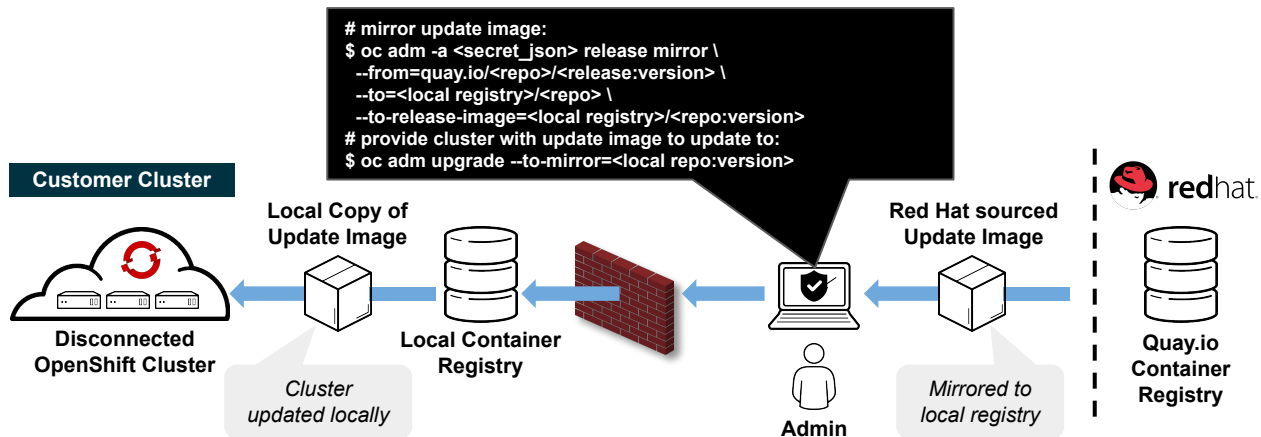 # mirror update image:
$ oc adm -a <secret_json> release mirror \
--from=quay.io/<repo>/<release:version> \
--to=<local registry>/<repo> \
--to-release-image=<local registry>/<repo:version>
# provide cluster with update image to update to:
$ oc adm upgrade --to-mirror=<local repo:version>
Customer Cluster
Local Copy of
Update Image
Red Hat sourced
Update Image
redhat.
Disconnected
OpenShift Cluster
Local Container
Registry
Quay.io
Container
Registry
Cluster
updated locally
Admin
Mirrored to
local registry